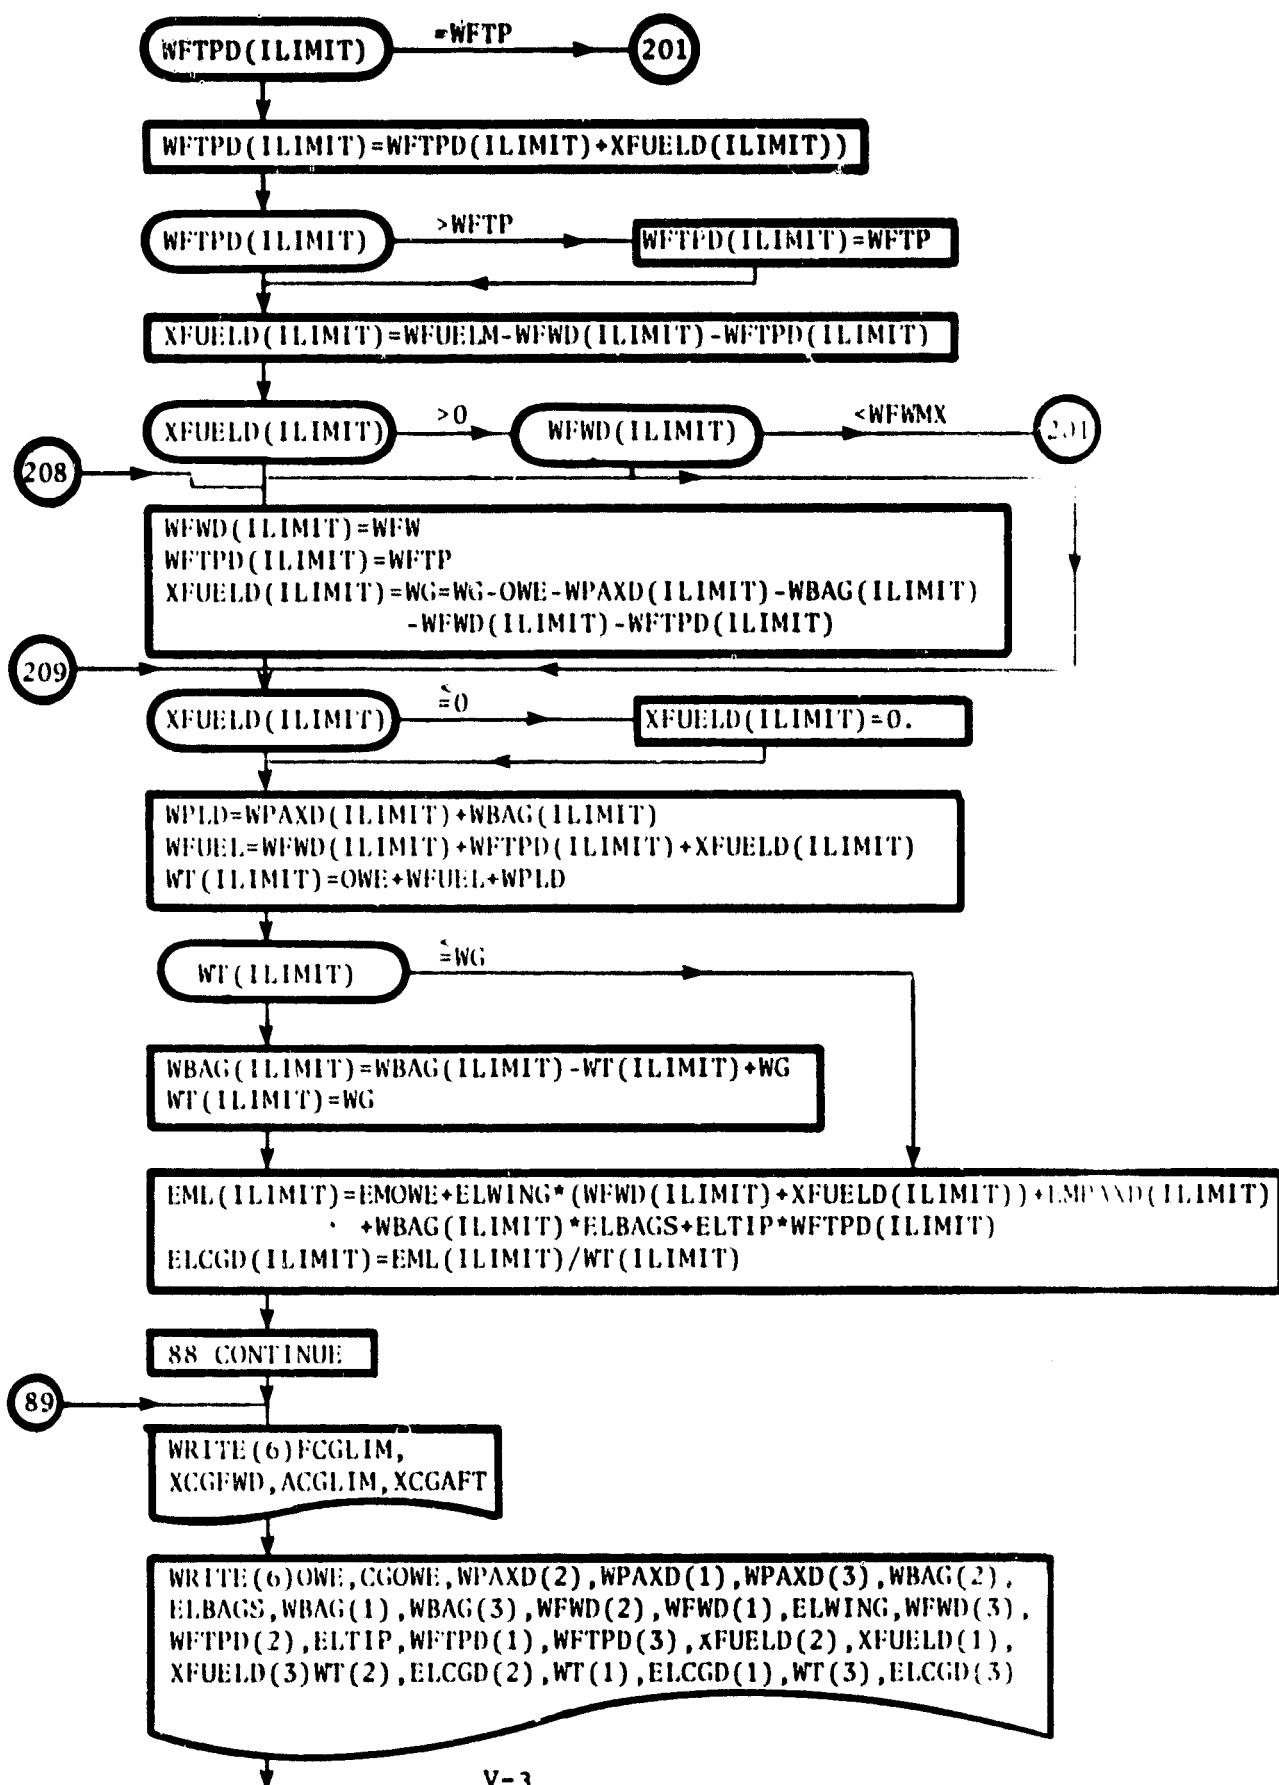 WFTPD(ILIMIT) =WFTP 201
WFTPD(ILIMIT)=WFTPD(ILIMIT)+XFUELD(ILIMIT))
WFTPD(ILIMIT) >WFTP WFTPD(ILIMIT)=WFTP
XFUELD(ILIMIT)=WFUELM-WFWD(ILIMIT)-WFTPD(ILIMIT)
XFUELD(ILIMIT) >0 WFWD(ILIMIT) <WFWMX 201
208
WFWD(ILIMIT)=WFW
WFTPD(ILIMIT)=WFTP
XFUELD(ILIMIT)=WG=WG-OWE-WPAXD(ILIMIT)-WBAG(ILIMIT)
-WFWD(ILIMIT)-WFTPD(ILIMIT)
209
XFUELD(ILIMIT) ≤0 XFUELD(ILIMIT)=0.
WPLD=WPAXD(ILIMIT)+WBAG(ILIMIT)
WFUEL=WFWD(ILIMIT)+WFTPD(ILIMIT)+XFUELD(ILIMIT)
WT(ILIMIT)=OWE+WFUEL+WPLD
WT(ILIMIT) ≤WG
WBAG(ILIMIT)=WBAG(ILIMIT)-WT(ILIMIT)+WG
WT(ILIMIT)=WG
EML(ILIMIT)=EMOWE+ELWING*(WFWD(ILIMIT)+XFUELD(ILIMIT))+EMPAXD(ILIMIT)
+WBAG(ILIMIT)*ELBAGS+ELTIP*WFTPD(ILIMIT)
ELCGD(ILIMIT)=EML(ILIMIT)/WT(ILIMIT)
88 CONTINUE
89
WRITE(6)FCGLIM,
XCGFWD,ACGLIM,XCGAFT
WRITE(6)OWE,CGOWE,WPAXD(2),WPAXD(1),WPAXD(3),WBAG(2),
ELBAGS,WBAG(1),WBAG(3),WFWD(2),WFWD(1),ELWING,WFWD(3),
WFTPD(2),ELTIP,WFTPD(1),WFTPD(3),XFUELD(2),XFUELD(1),
XFUELD(3)WT(2),ELCGD(2),WT(1),ELCGD(1),WT(3),ELCGD(3)
V-3